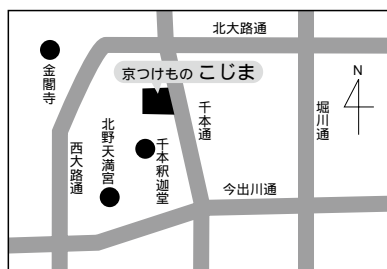 北大路通
京つけもの こじま
金閣寺
N
千本通
堀川通
北野天満宮
千本釈迦堂
西大路通
今出川通